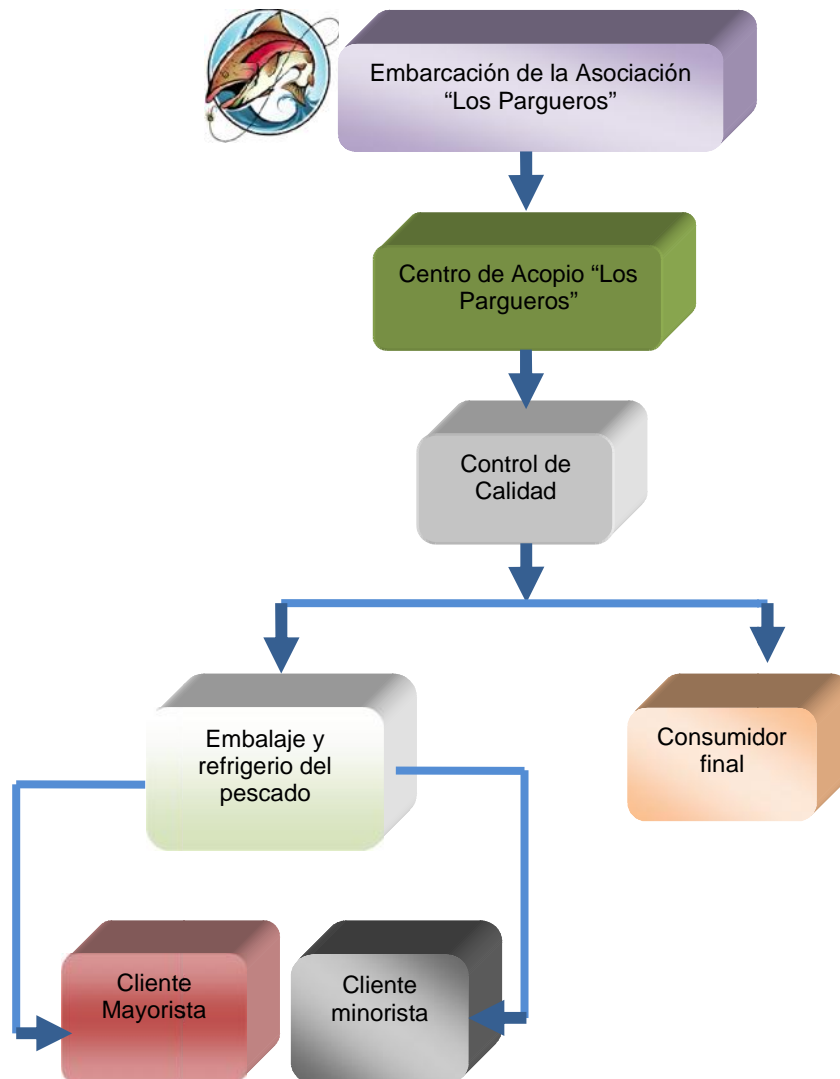 Embarcación de la Asociación
“Los Pargueros”
Centro de Acopio “Los
Pargueros”
Control de
Calidad
Embalaje y
refrigerio del
pescado
Consumidor
final
Cliente
Mayorista
Cliente
minorista